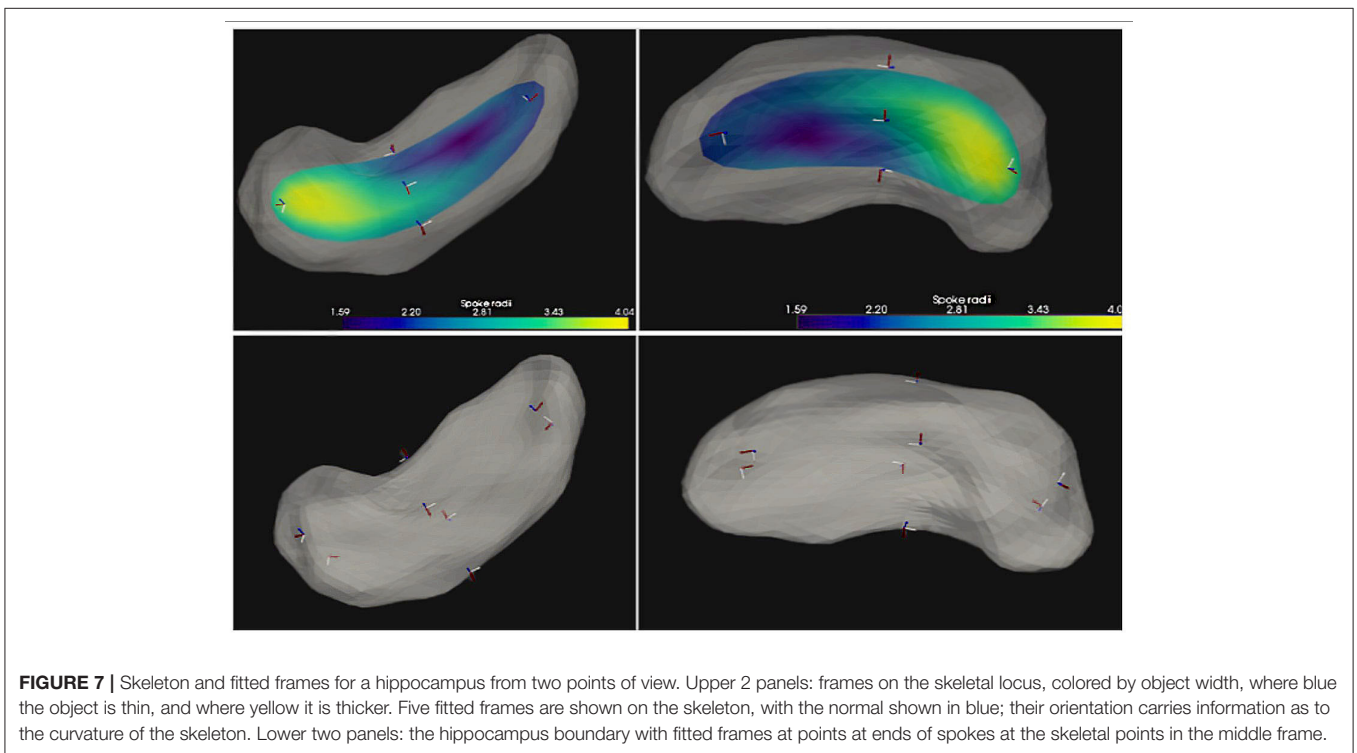 Spoke radii
1.59 2.20 2.81 3.43 4.04
Spoke radii
1.59 2.20 2.81 3.43 4.0
FIGURE 7 | Skeleton and fitted frames for a hippocampus from two points of view. Upper 2 panels: frames on the skeletal locus, colored by object width, where blue
the object is thin, and where yellow it is thicker. Five fitted frames are shown on the skeleton, with the normal shown in blue; their orientation carries information as to
the curvature of the skeleton. Lower two panels: the hippocampus boundary with fitted frames at points at ends of spokes at the skeletal points in the middle frame.